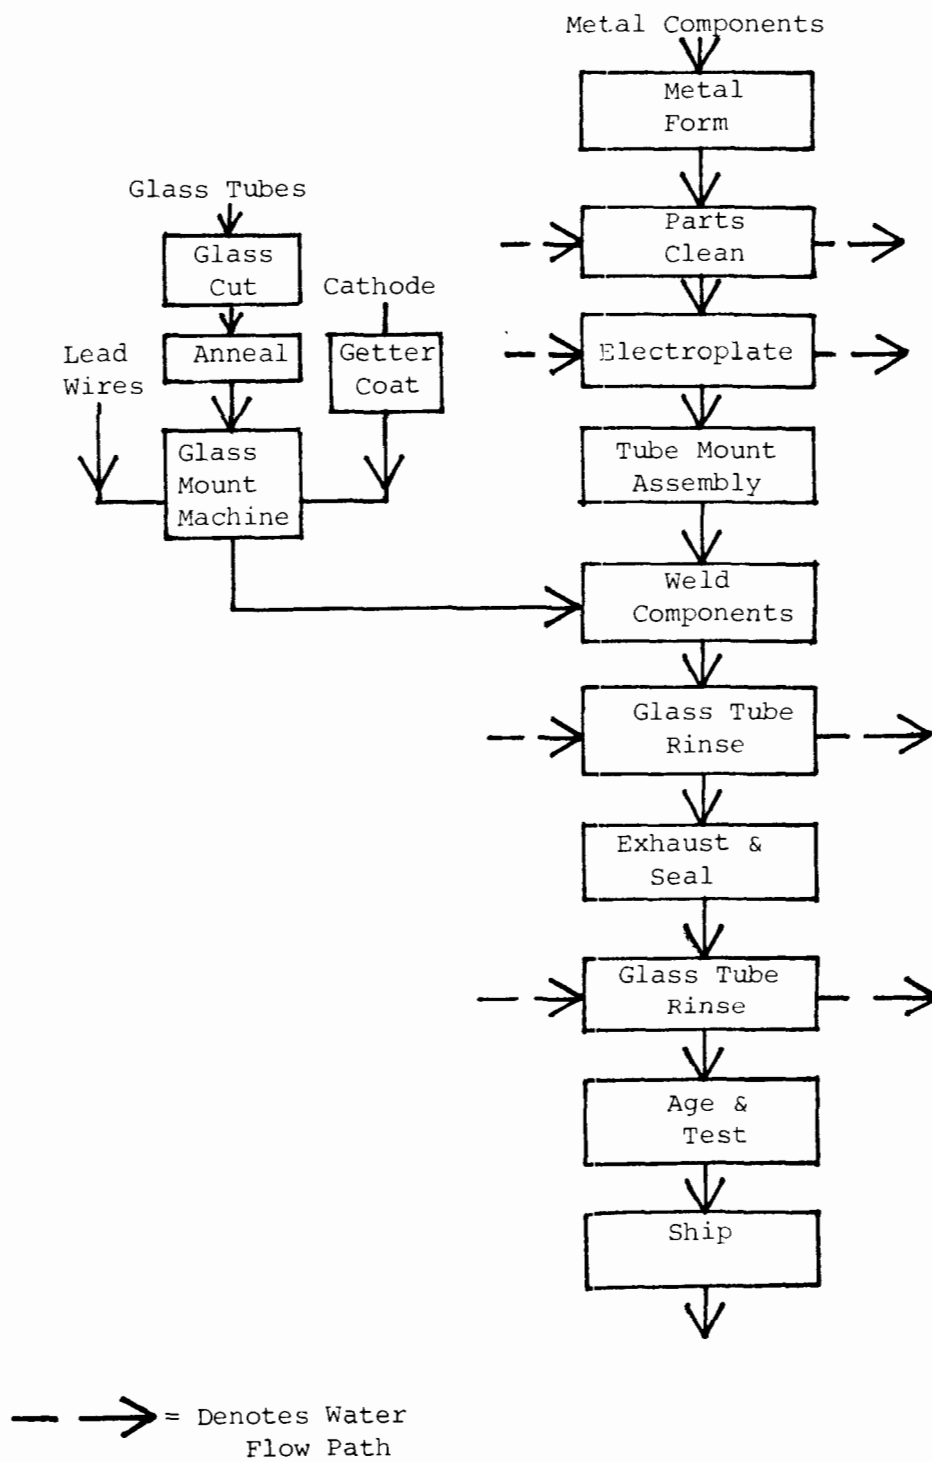 Metal Components
Metal
Form
Glass Tubes
Parts
Clean
Glass
Cut
Cathode
Electroplate
Lead
Wires
Anneal
Getter
Coat
Glass
Mount
Machine
Tube Mount
Assembly
Weld
Components
Glass Tube
Rinse
Exhaust &
Seal
Glass Tube
Rinse
Age &
Test
Ship
= Denotes Water
Flow Path